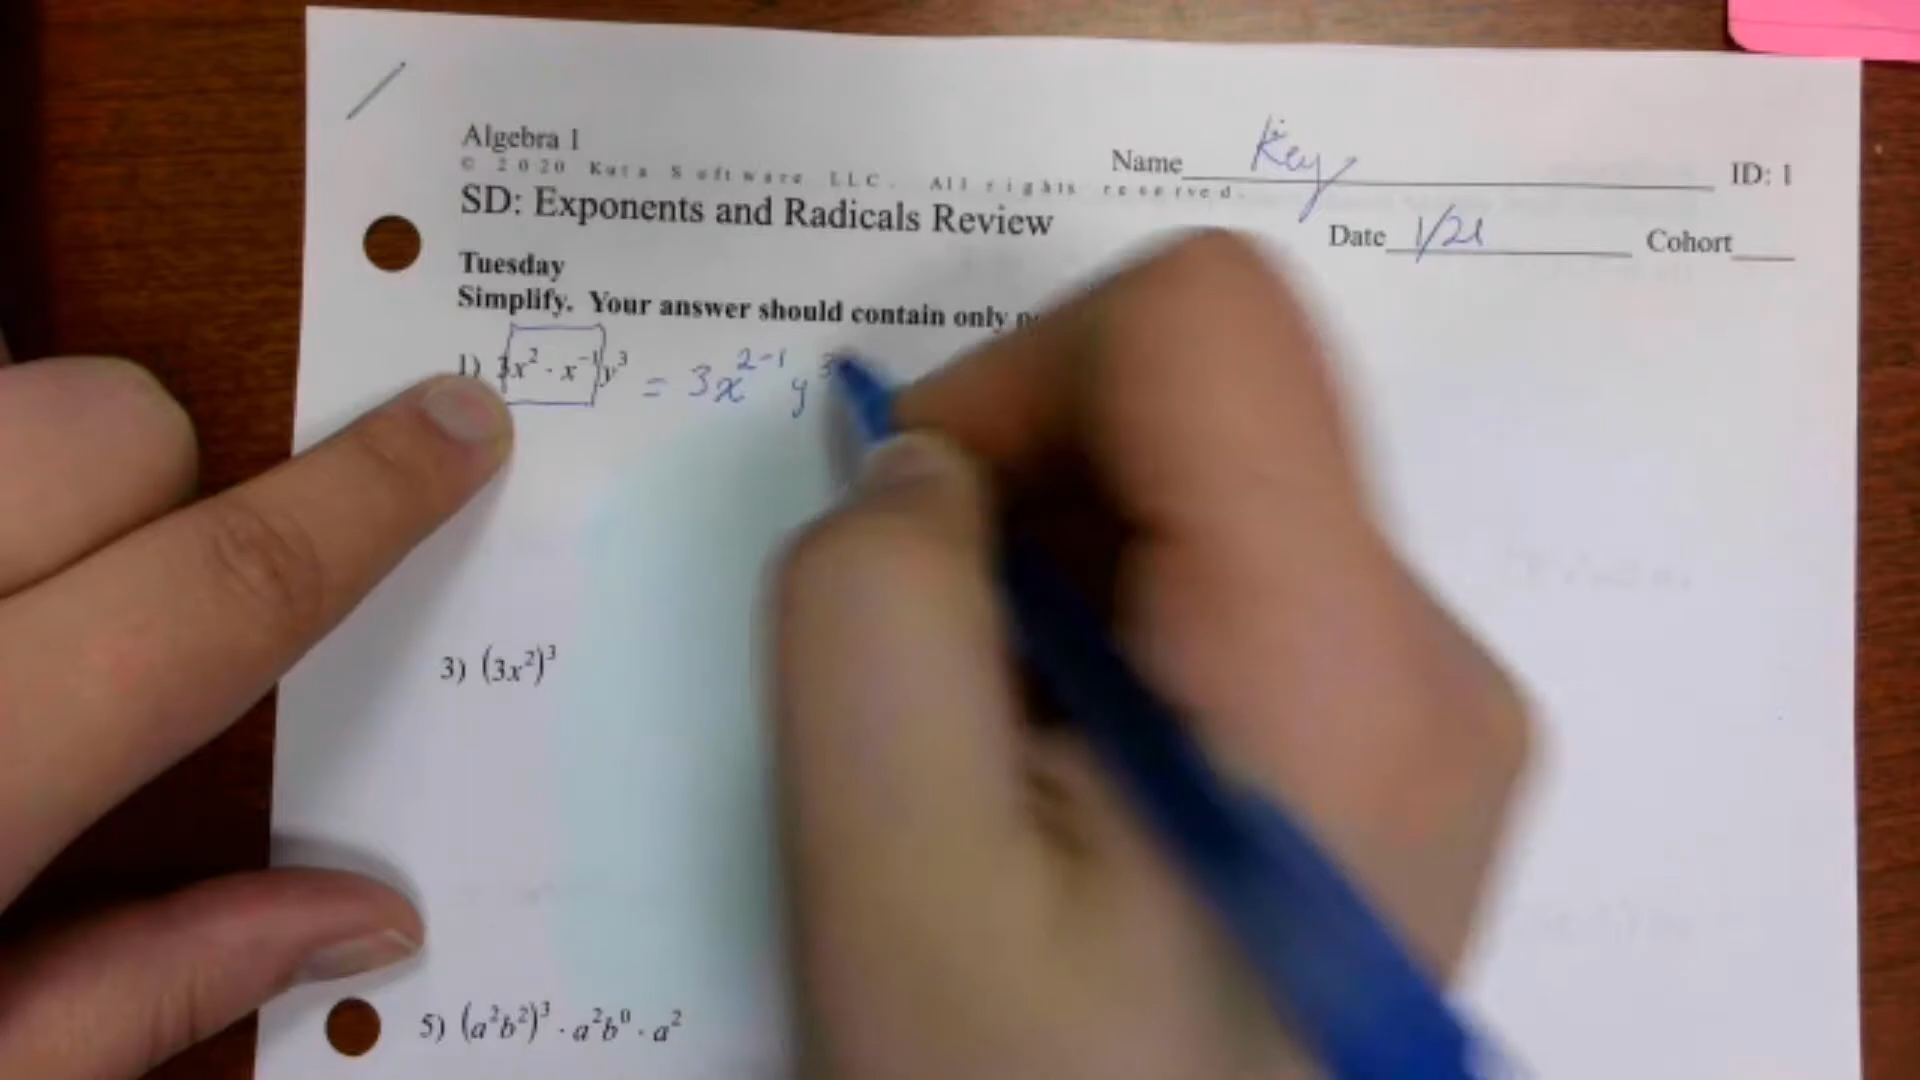 Algebra 1
© 2020 Kuta Software LLC. All rights reserved.
Name Key ID: 1
SD: Exponents and Radicals Review
Date 1/21 Cohort
Tuesday
Simplify. Your answer should contain only
1) 3x² · x⁻¹y³ = 3x²⁻¹y³
3) (3x²)³
5) (a²b²)³ · a²b⁰ · a²